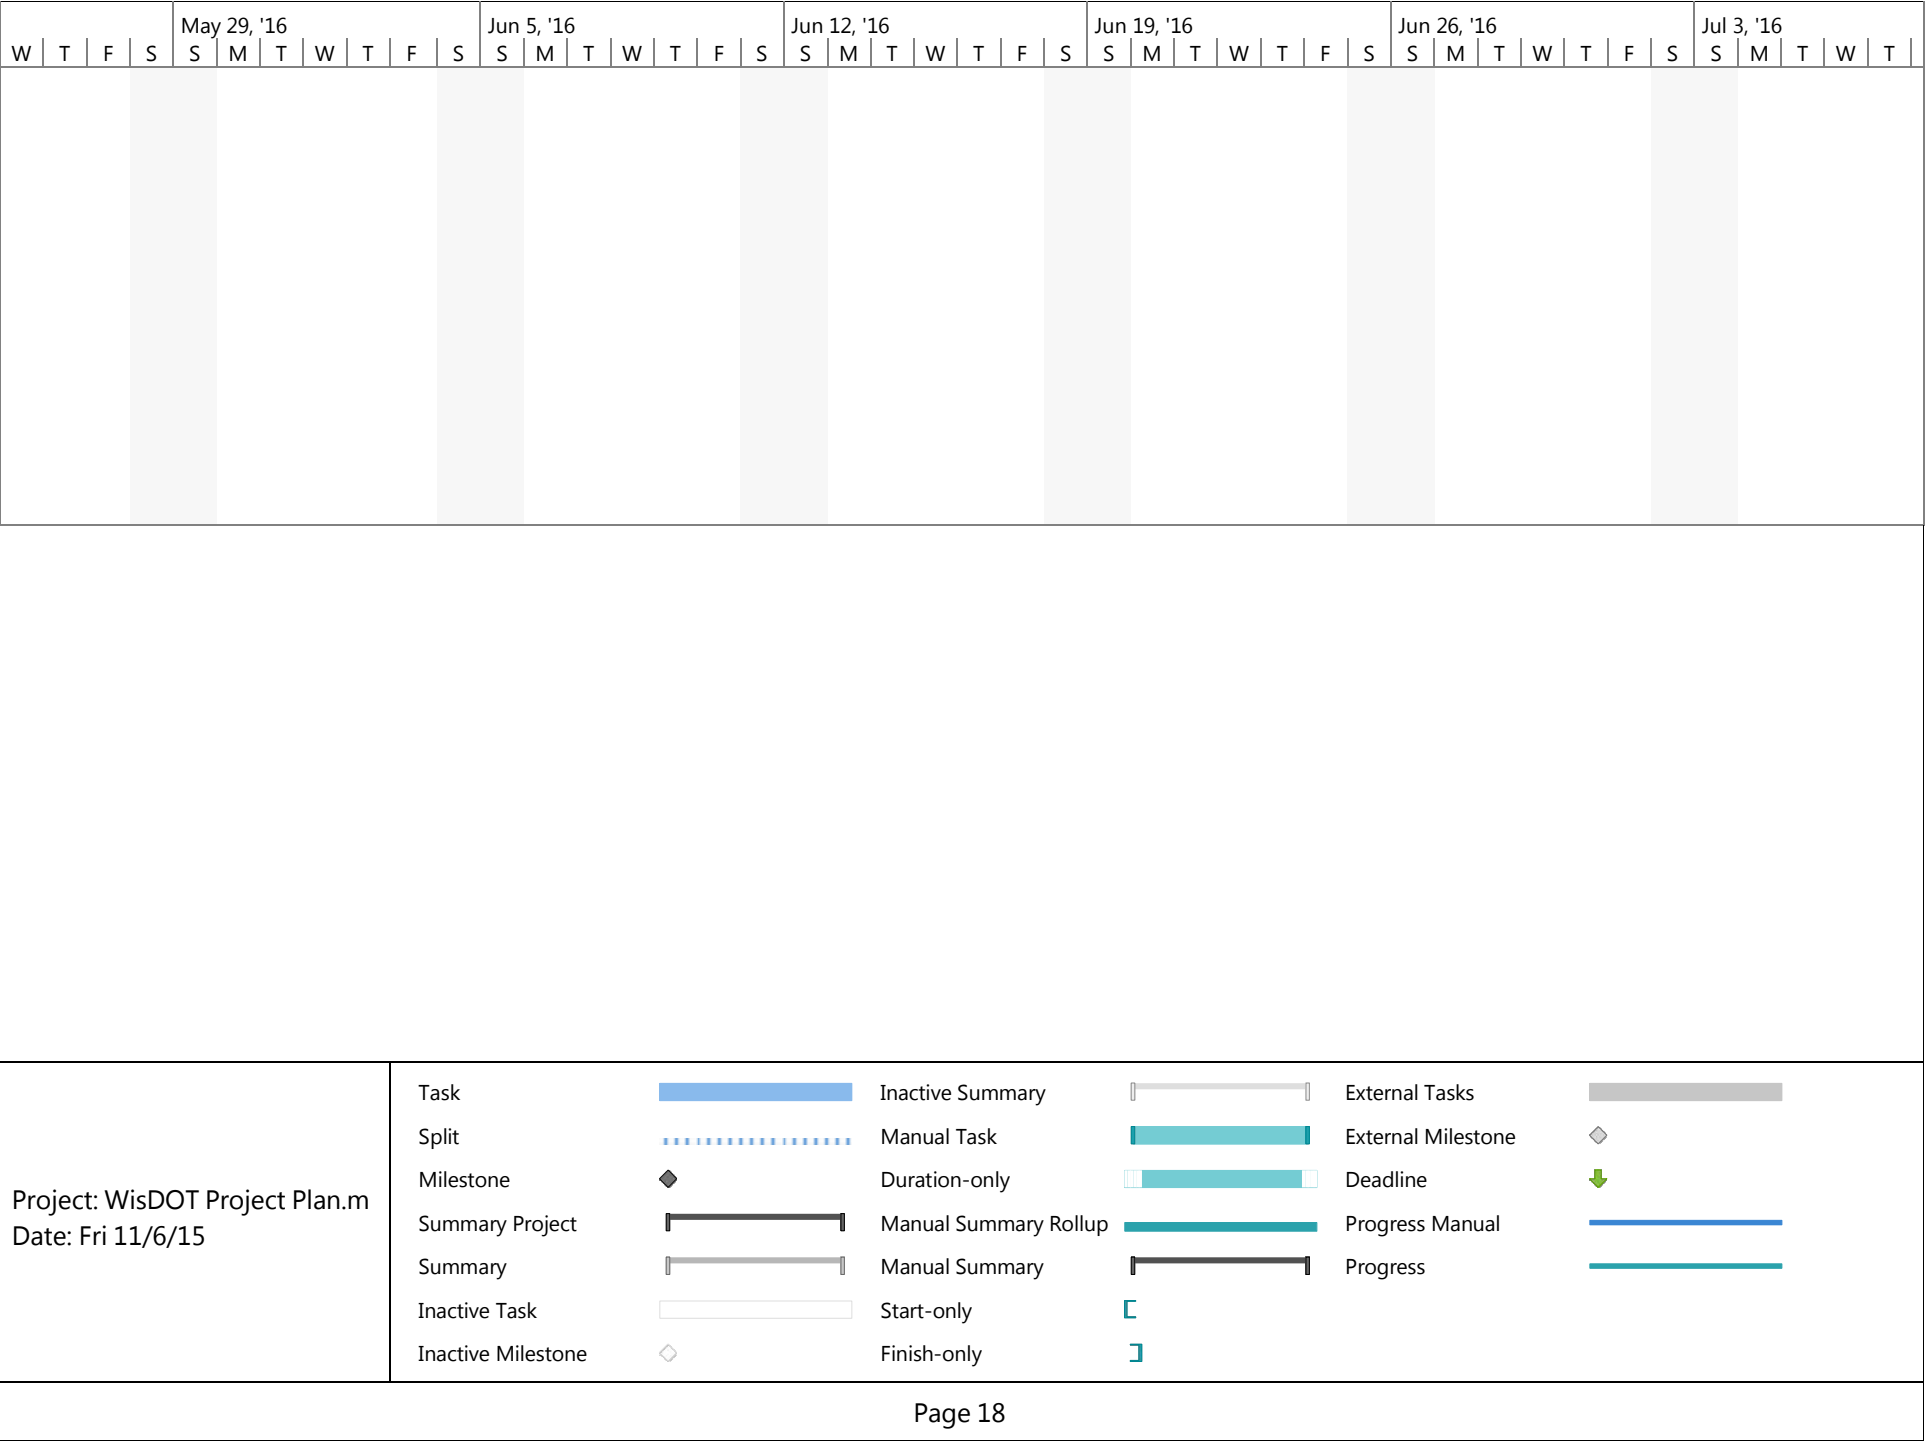 May 29, '16 Jun 5, '16 Jun 12, '16 Jun 19, '16 Jun 26, '16 Jul 3, '16
W T F S S M T W T F S S M T W T F S S M T W T F S S M T W T F S S M T W T F S S M T W T
Project: WisDOT Project Plan.m
Date: Fri 11/6/15
Task
Split
Milestone
Summary Project
Summary
Inactive Task
Inactive Milestone
Inactive Summary
Manual Task
Duration-only
Manual Summary Rollup
Manual Summary
Start-only
Finish-only
External Tasks
External Milestone
Deadline
Progress Manual
Progress
Page 18